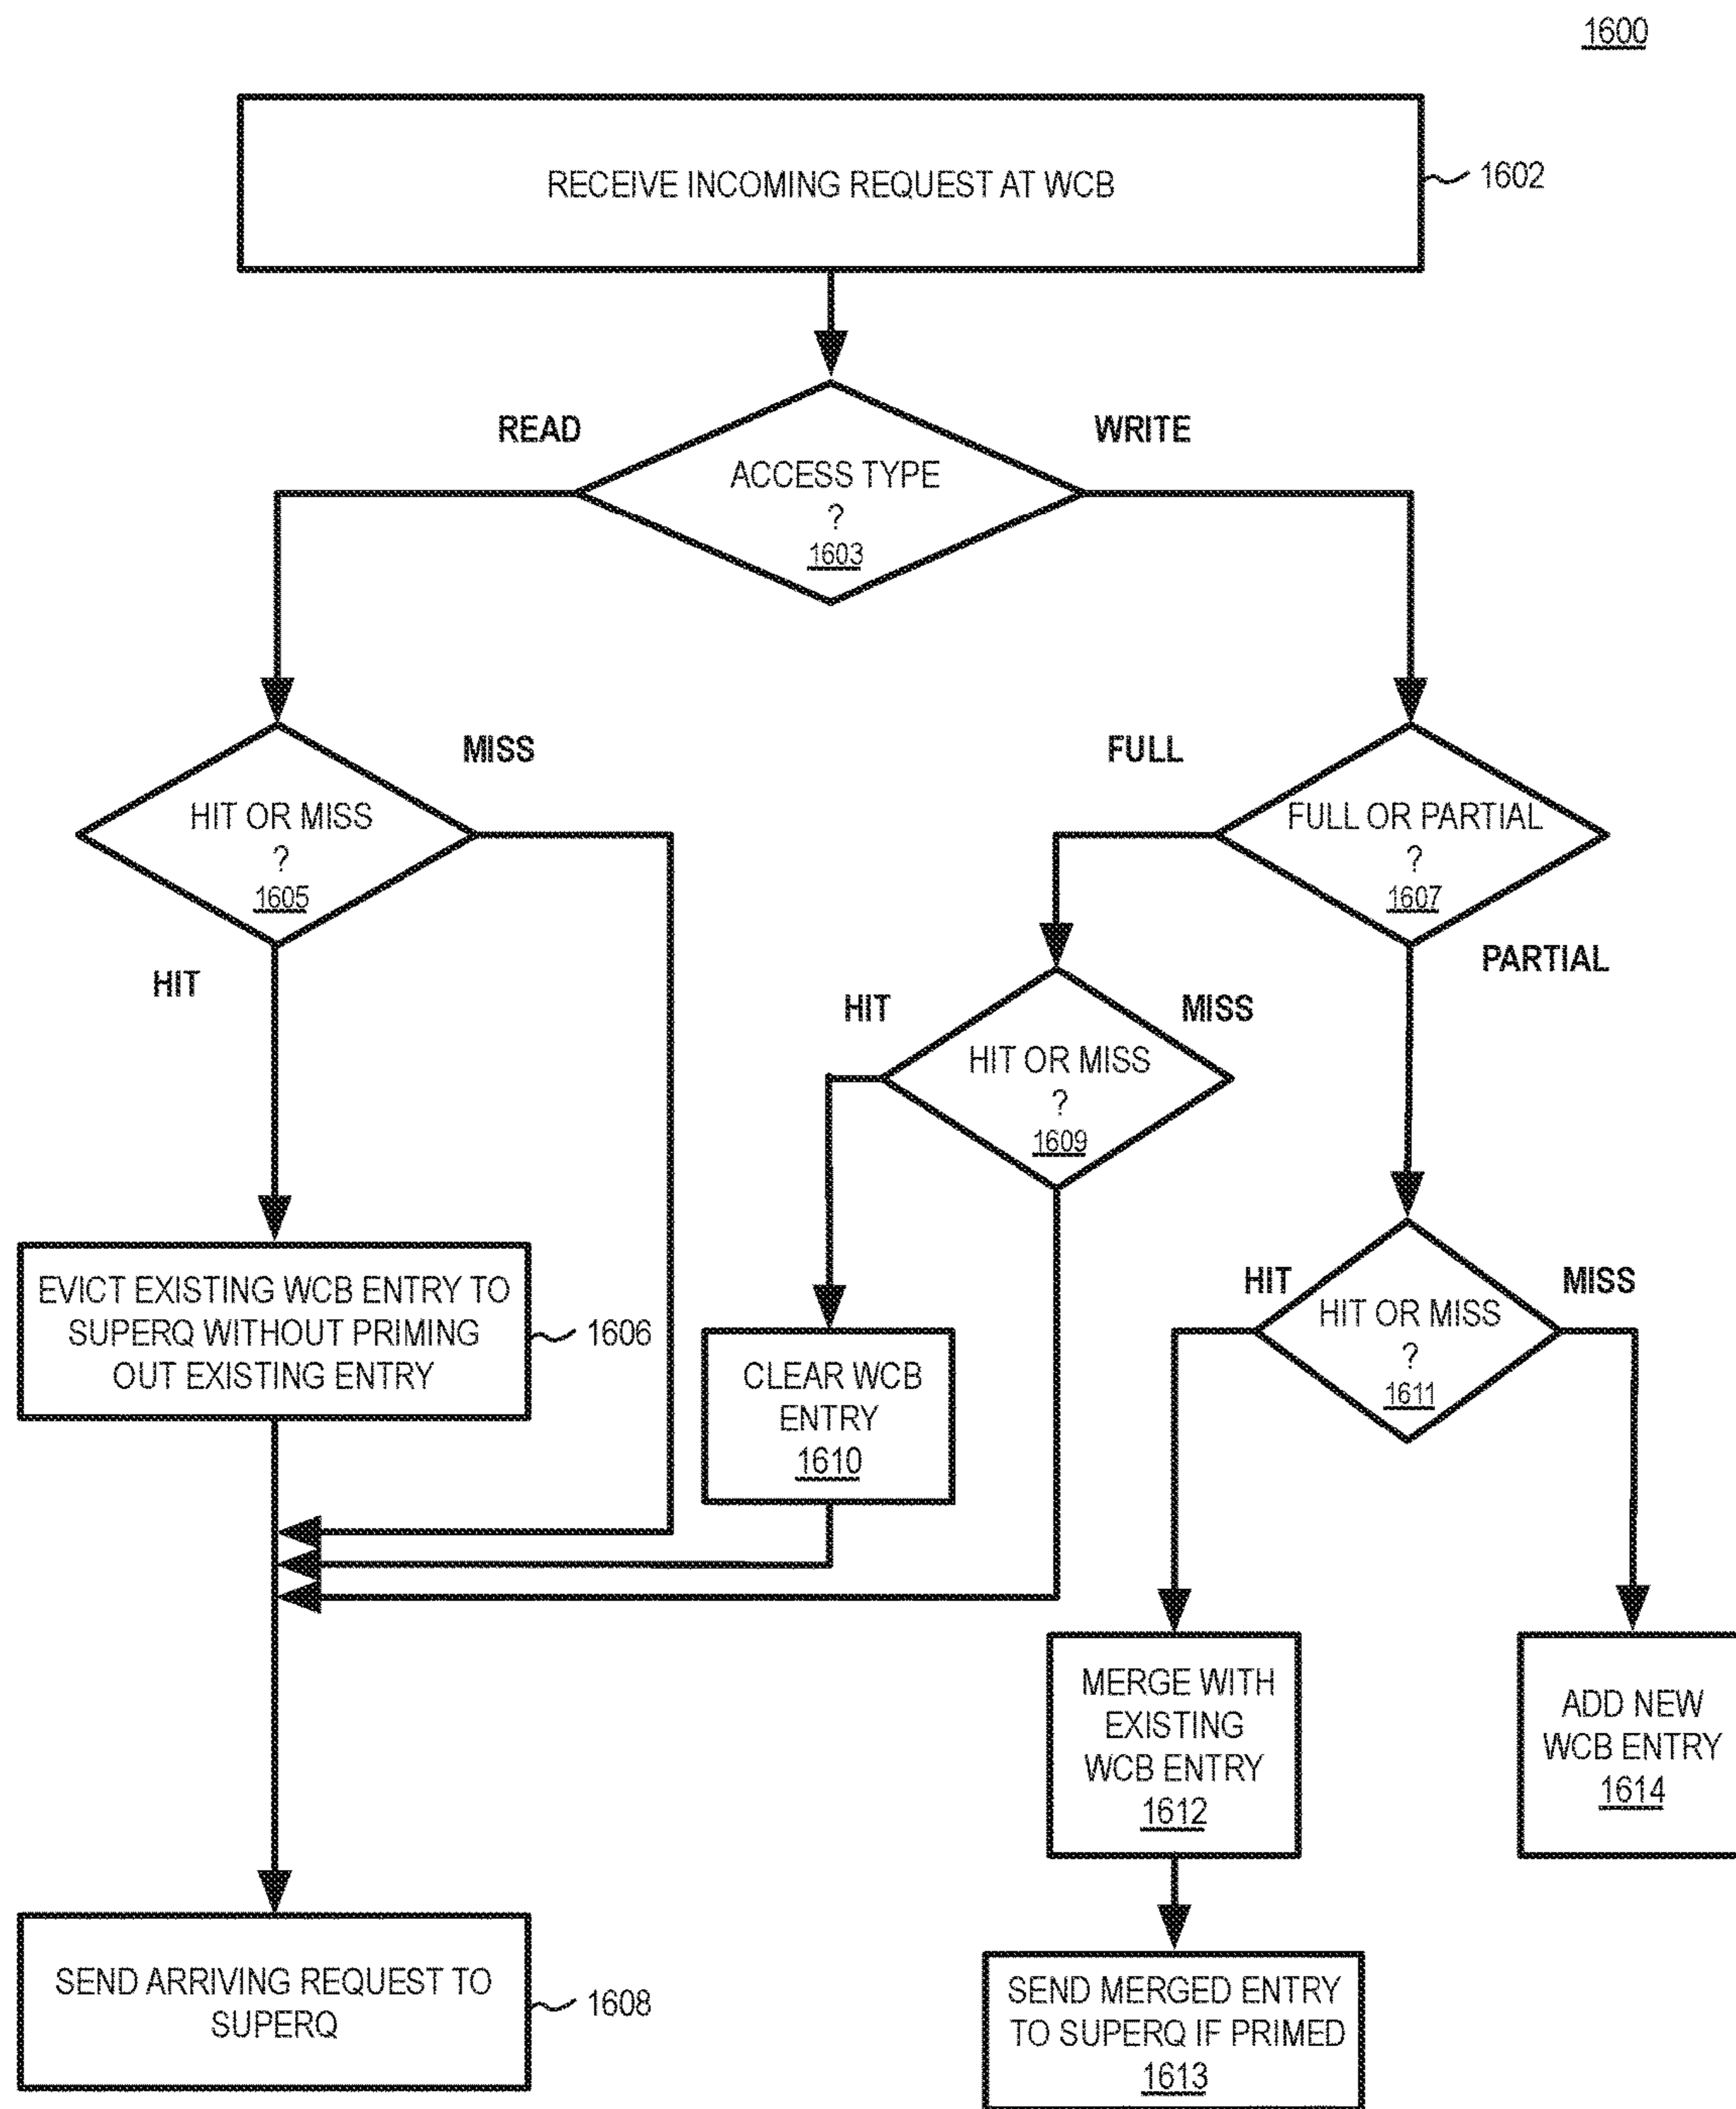 1600
RECEIVE INCOMING REQUEST AT WCB
1602
READ
WRITE
ACCESS TYPE
?
1603
MISS
FULL
HIT OR MISS
?
1605
FULL OR PARTIAL
?
1607
HIT
PARTIAL
HIT
MISS
HIT OR MISS
?
1609
EVICT EXISTING WCB ENTRY TO
SUPERQ WITHOUT PRIMING
OUT EXISTING ENTRY
1606
HIT
MISS
HIT OR MISS
?
1611
CLEAR WCB
ENTRY
1610
MERGE WITH
EXISTING
WCB ENTRY
1612
ADD NEW
WCB ENTRY
1614
SEND ARRIVING REQUEST TO
SUPERQ
1608
SEND MERGED ENTRY
TO SUPERQ IF PRIMED
1613